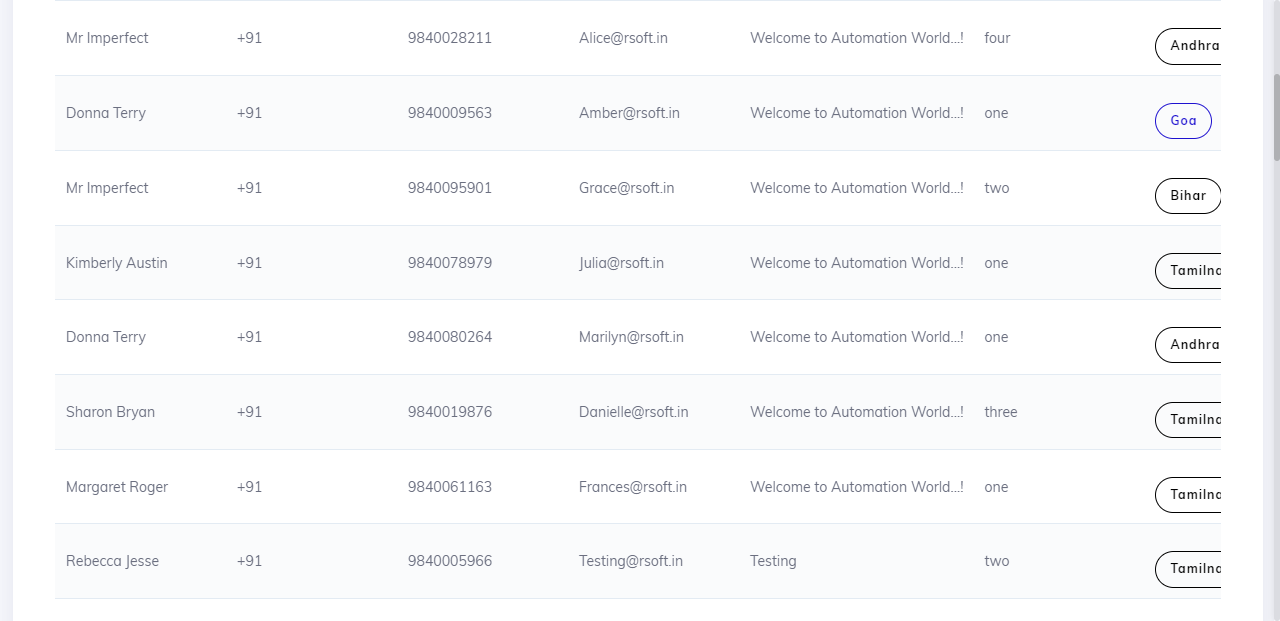 Mr Imperfect +91 9840028211 Alice@rsoft.in Welcome to Automation World...! four Andhra
Donna Terry +91 9840009563 Amber@rsoft.in Welcome to Automation World...! one Goa
Mr Imperfect +91 9840095901 Grace@rsoft.in Welcome to Automation World...! two Bihar
Kimberly Austin +91 9840078979 Julia@rsoft.in Welcome to Automation World...! one Tamilna
Donna Terry +91 9840080264 Marilyn@rsoft.in Welcome to Automation World...! one Andhra
Sharon Bryan +91 9840019876 Danielle@rsoft.in Welcome to Automation World...! three Tamilna
Margaret Roger +91 9840061163 Frances@rsoft.in Welcome to Automation World...! one Tamilna
Rebecca Jesse +91 9840005966 Testing@rsoft.in Testing two Tamilna